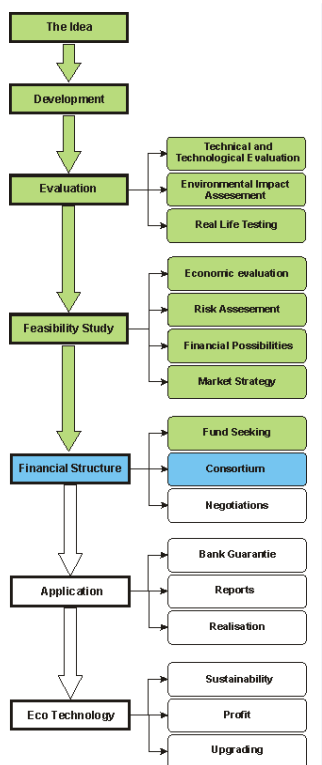 The Idea
Development
Evaluation
Technical and
Technological Evaluation
Environmental Impact
Assesement
Real Life Testing
Feasibility Study
Economic evaluation
Risk Assesement
Financial Possibilities
Market Strategy
Financial Structure
Fund Seeking
Consortium
Negotiations
Application
Bank Guarantie
Reports
Realisation
Eco Technology
Sustainability
Profit
Upgrading